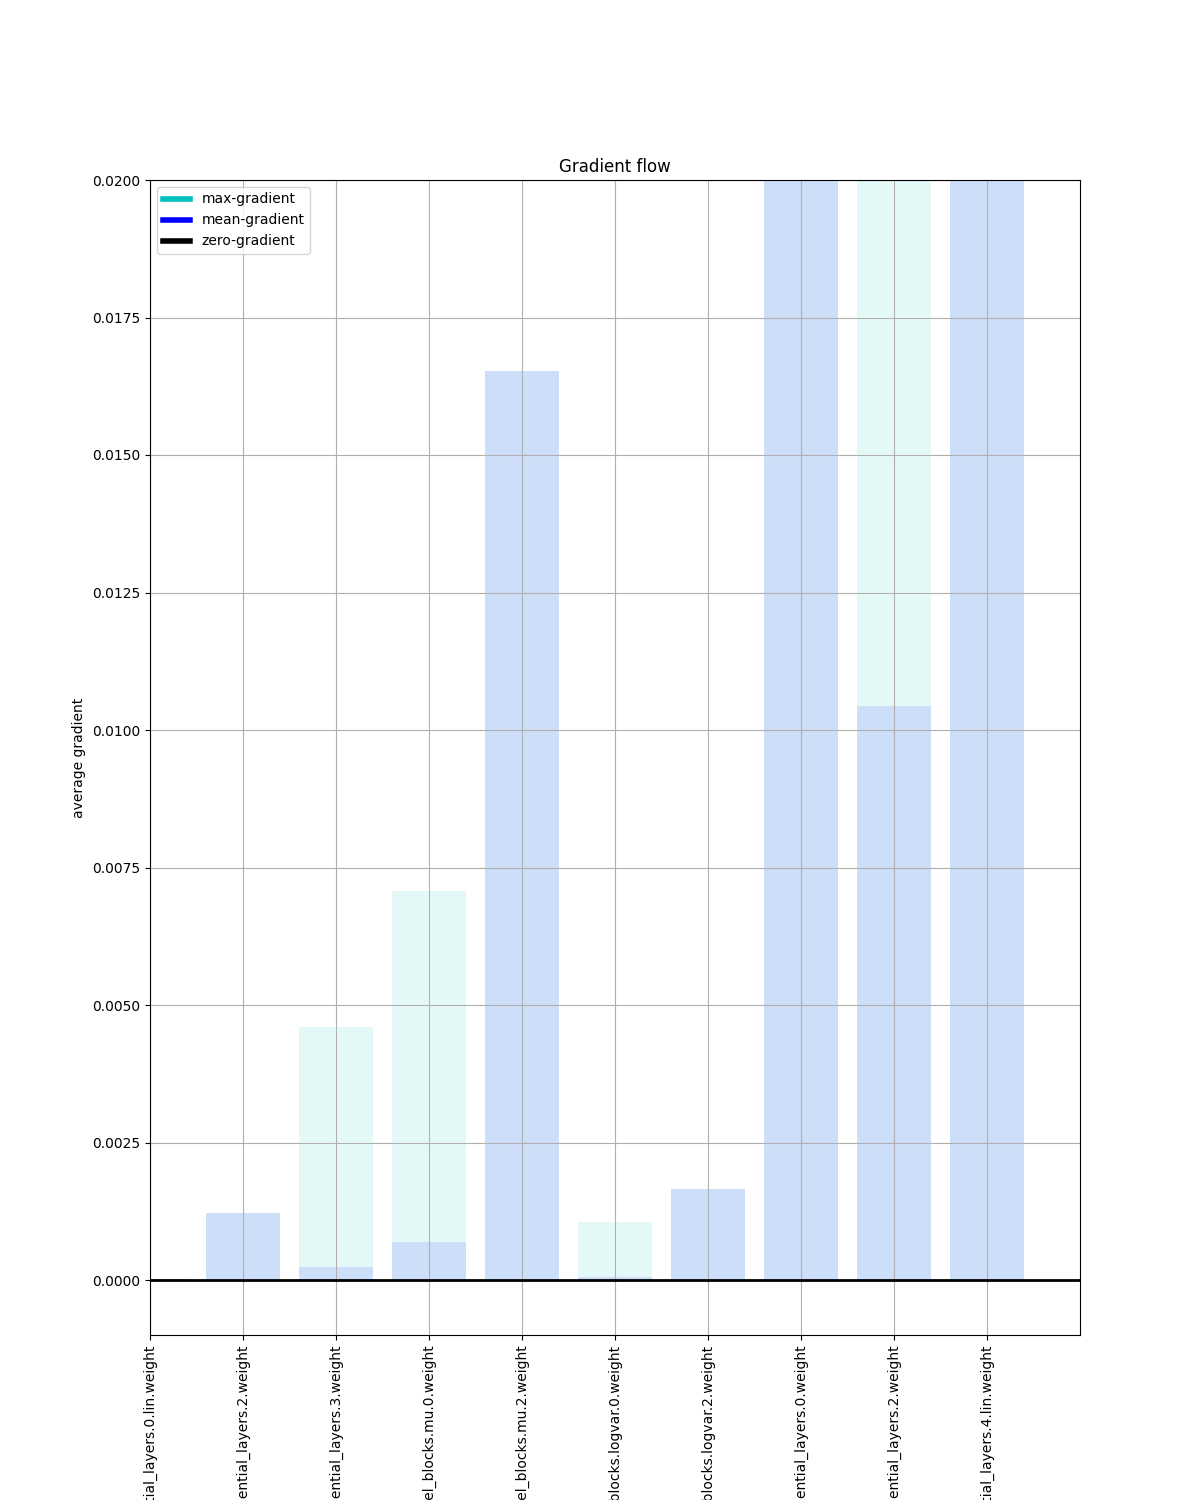 Gradient flow
max-gradient
mean-gradient
zero-gradient
0.0200
0.0175
0.0150
0.0125
0.0100
0.0075
0.0050
0.0025
0.0000
average gradient
tial_layers.0.lin.weight
ential_layers.2.weight
ential_layers.3.weight
el_blocks.mu.0.weight
el_blocks.mu.2.weight
blocks.logvar.0.weight
blocks.logvar.2.weight
ential_layers.0.weight
ential_layers.2.weight
tial_layers.4.lin.weight